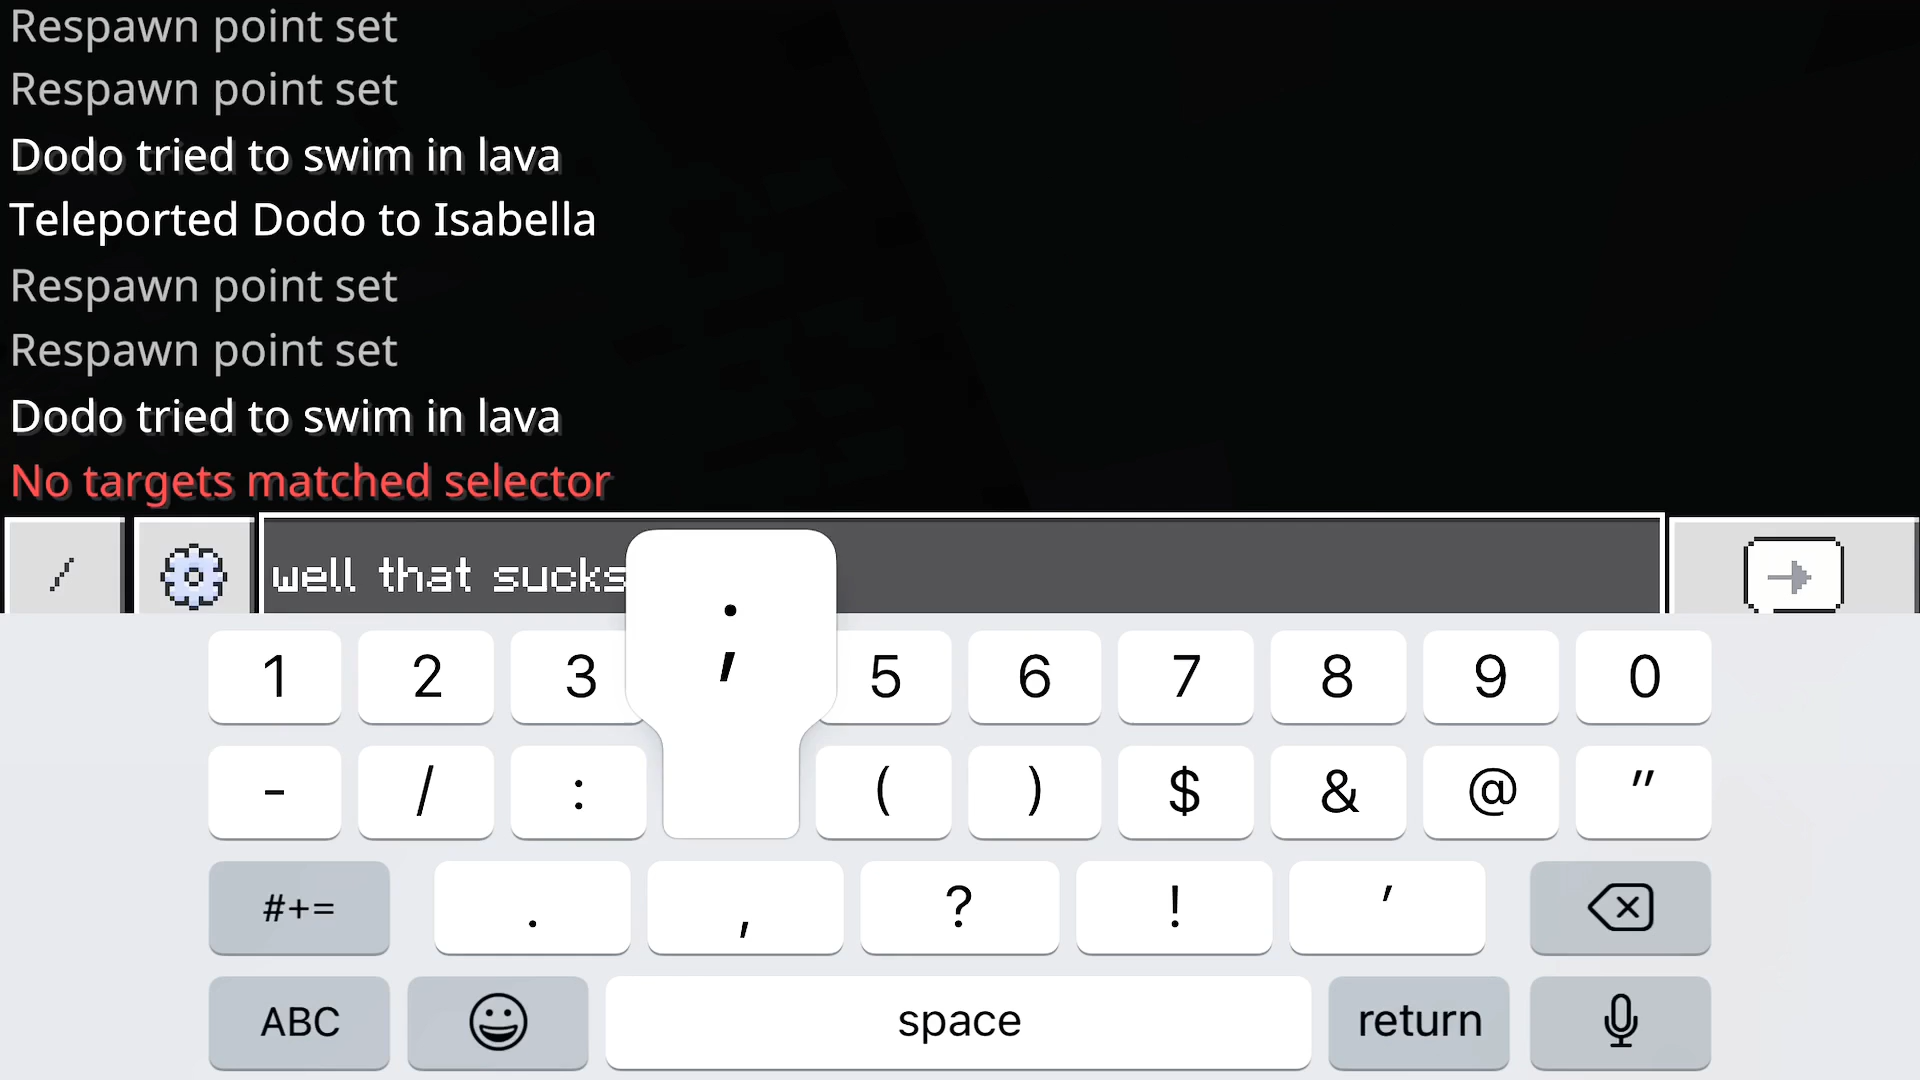 Respawn point set
Respawn point set
Dodo tried to swim in lava
Teleported Dodo to Isabella
Respawn point set
Respawn point set
Dodo tried to swim in lava
No targets matched selector
/ well that sucks
;
1 2 3 5 6 7 8 9 0
- / : ( ) $ & @ "
#+= . , ? ! '
ABC space return